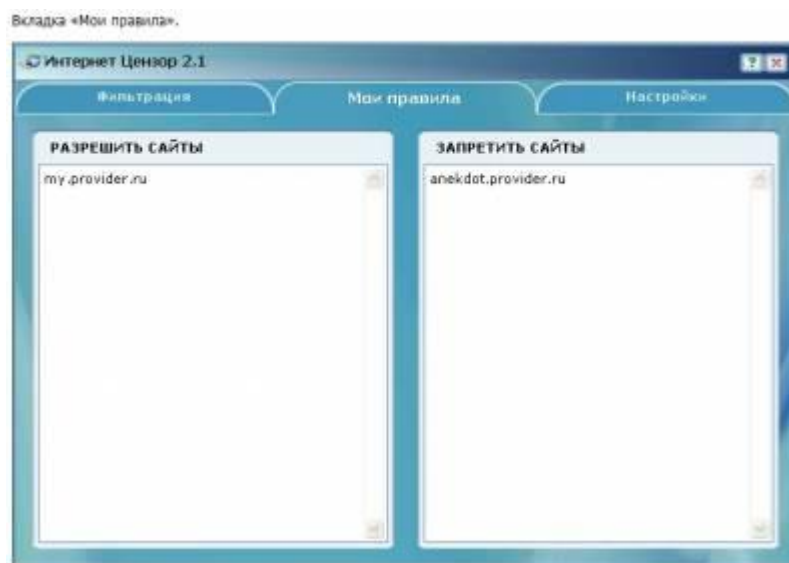 Вкладка «Мои правила».
Интернет Цензор 2.1
Фильтрация
Мои правила
Настройки
РАЗРЕШИТЬ САЙТЫ
ЗАПРЕТИТЬ САЙТЫ
my.provider.ru
anekdot.provider.ru